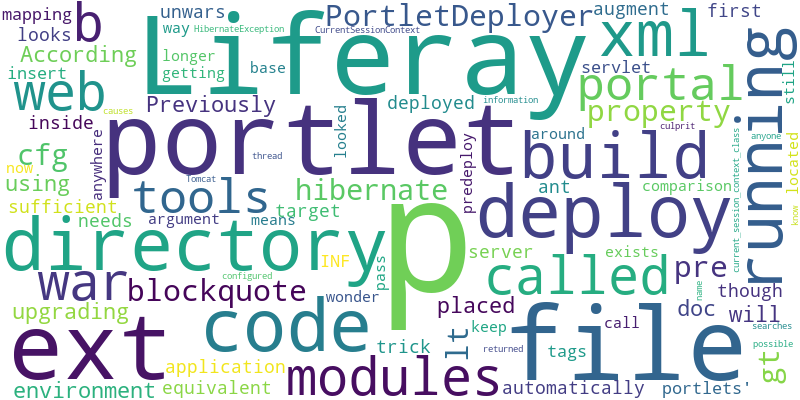 mapping
b
unwars
HibernateException
PortletDeployer
CurrentSessionContext
augment
first
looks
way
Liferay
xml
According
longer
base
servlet
running
still
insert
getting
web
Previously
deployed
information
portal
property
inside
portlet
looked
around
build
culprit
causes
cfg
anywhere
thread
predeploy
now
using
tools
Tomcat
hibernate
ant
comparison
current_session_context_class
anyone
located
sufficient
needs
argument
means
target
p
deploy
know
directory
INF
pass
server
exists
called
pre
war
blockquote
configured
wonder
placed
name
though
upgrading
code
keep
file
doc
will
ext
trick
lt
call
searches
environment
application
equivalent
modules
returned
tags
automatically
portlets'
gt
possible